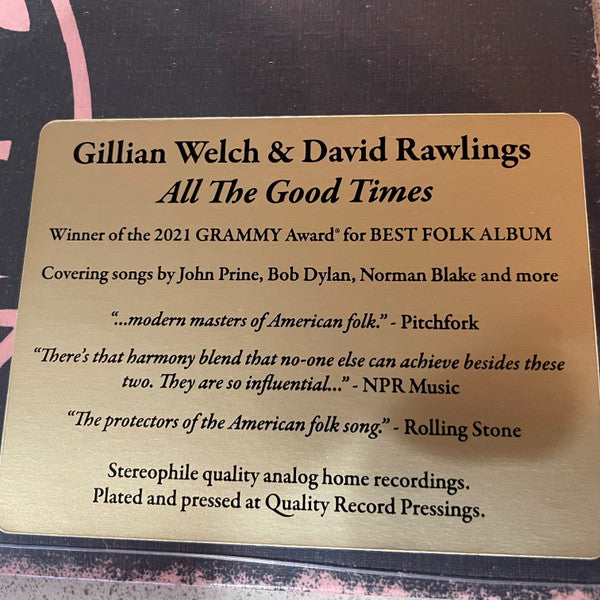 Gillian Welch & David Rawlings
All The Good Times
Winner of the 2021 GRAMMY Award® for BEST FOLK ALBUM
Covering songs by John Prine, Bob Dylan, Norman Blake and more
“...modern masters of American folk.” - Pitchfork
“There’s that harmony blend that no-one else can achieve besides these
two. They are so influential...” - NPR Music
“The protectors of the American folk song.” - Rolling Stone
Stereophile quality analog home recordings.
Plated and pressed at Quality Record Pressings.